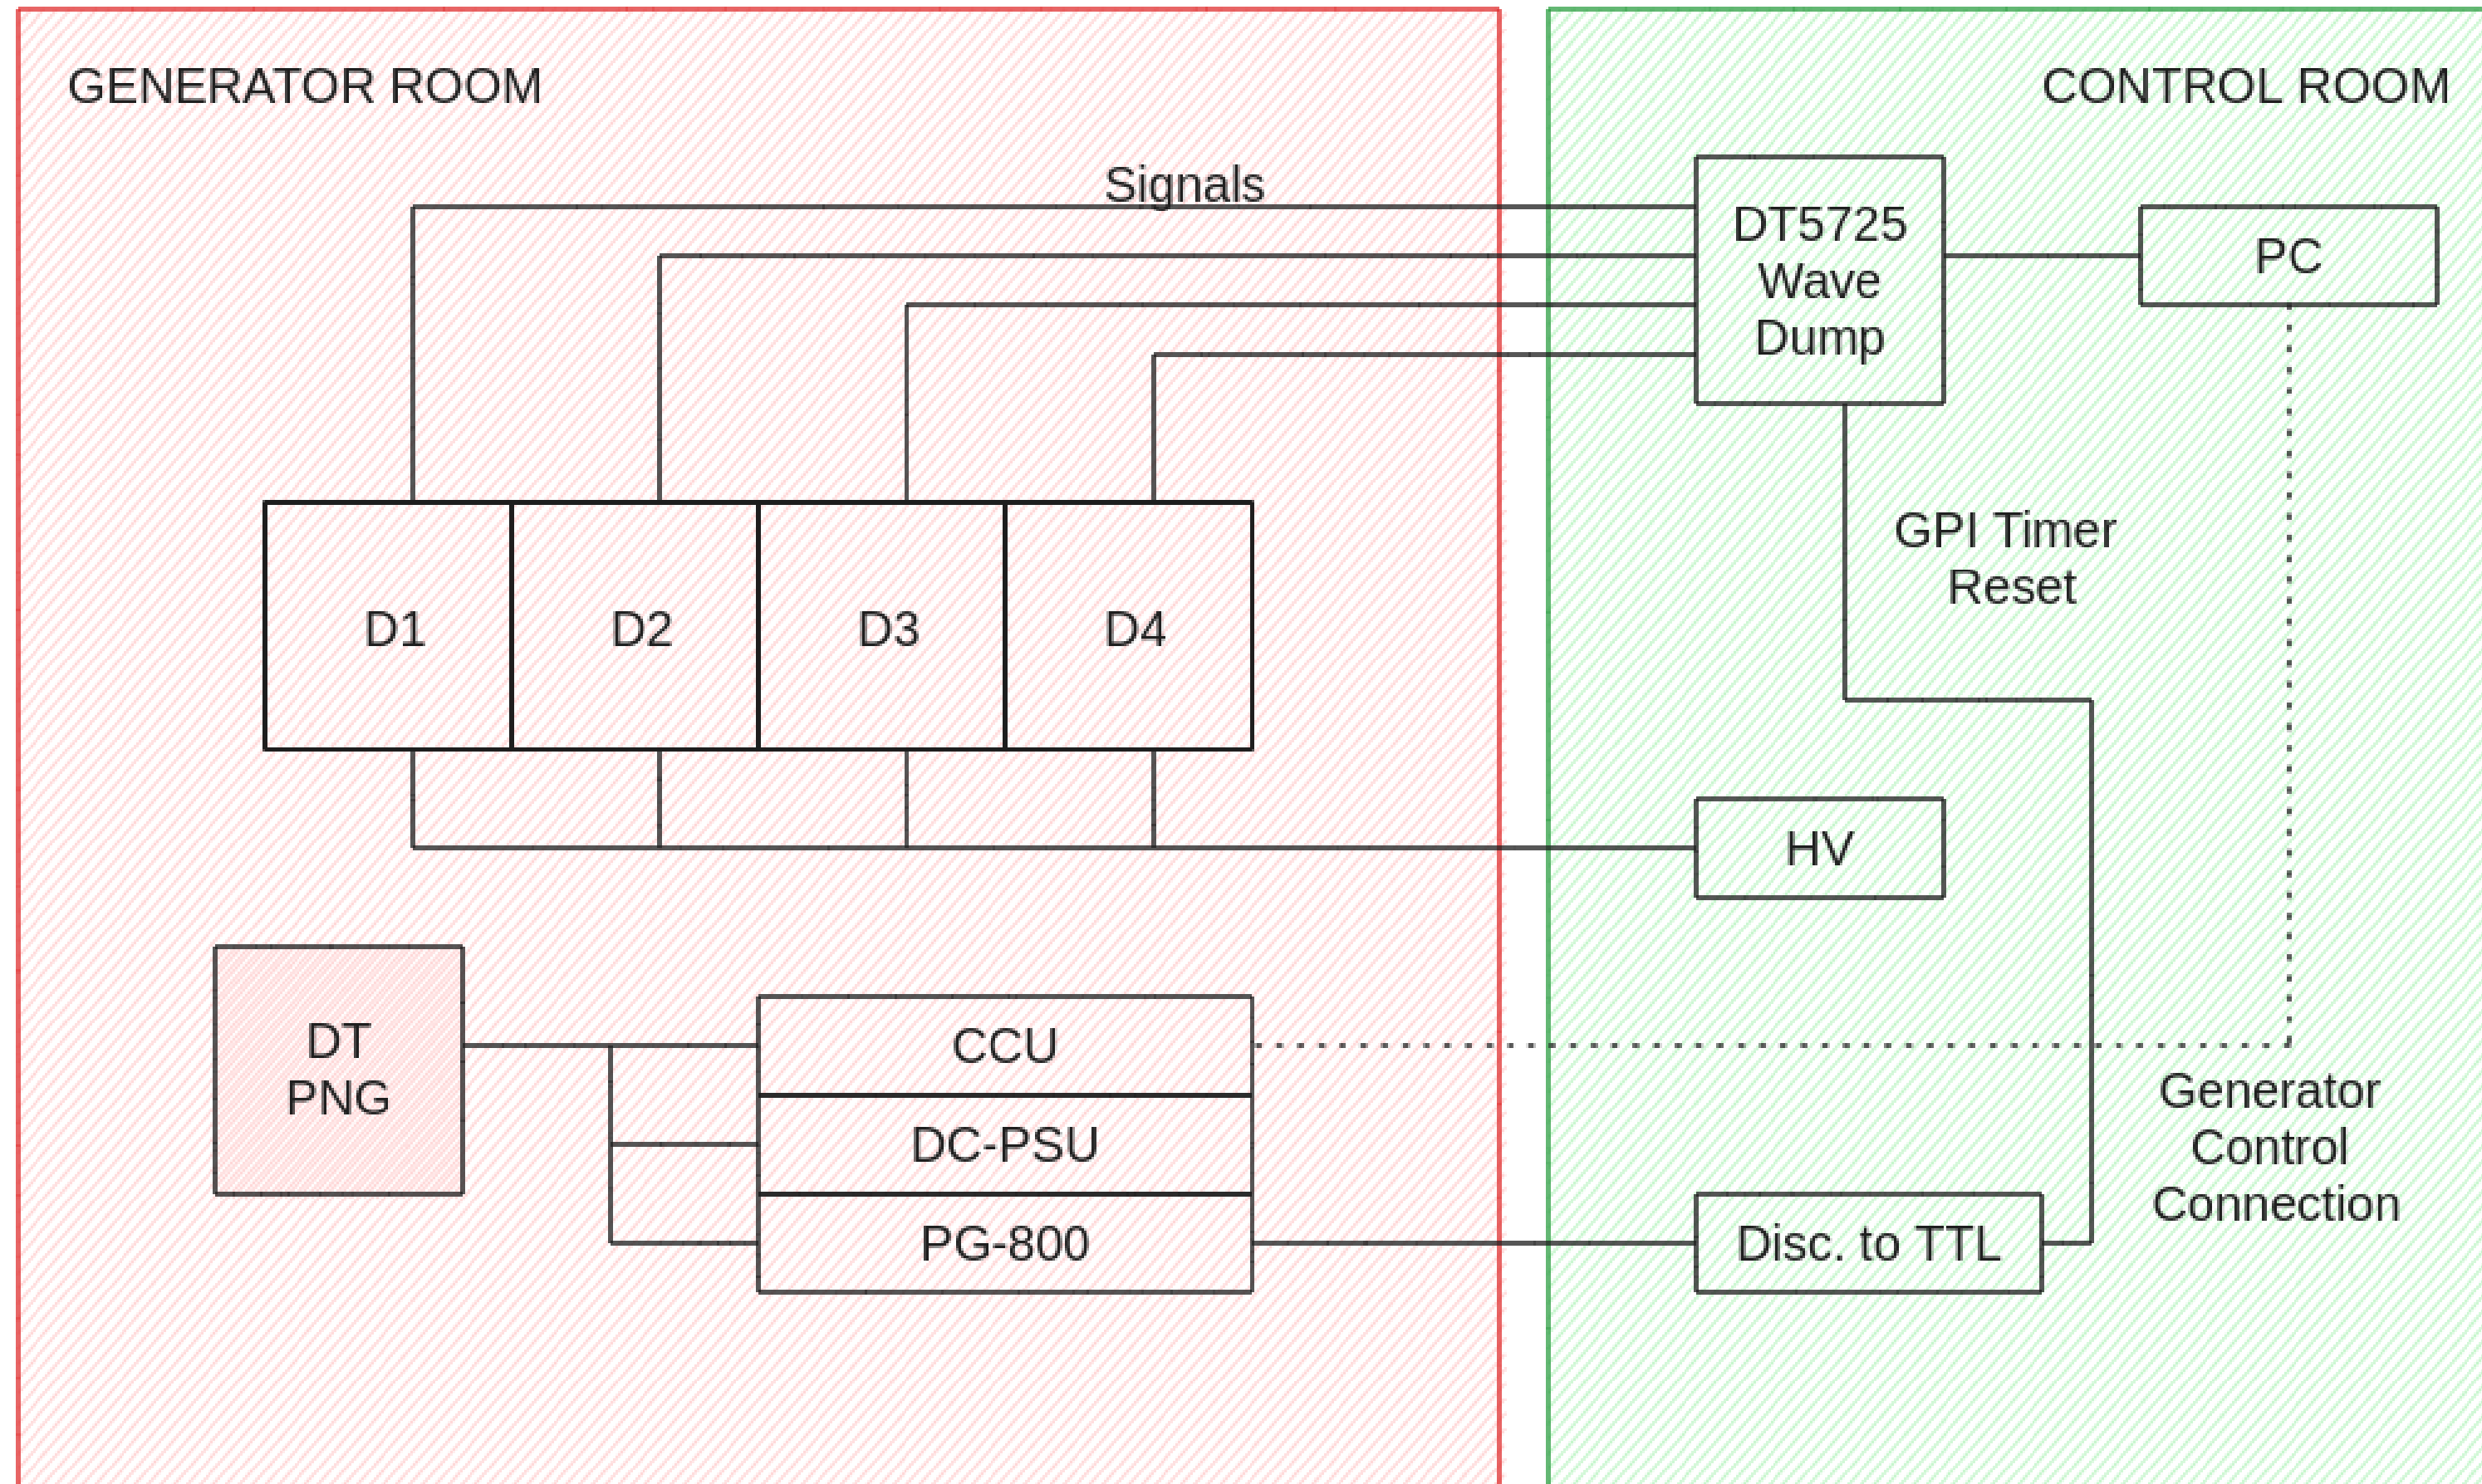 GENERATOR ROOM
CONTROL ROOM
Signals
DT5725
Wave
Dump
PC
GPI Timer
Reset
D1
D2
D3
D4
HV
DT
PNG
CCU
DC-PSU
PG-800
Generator
Control
Connection
Disc. to TTL